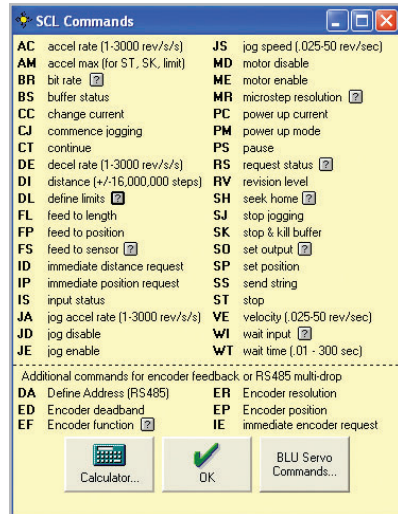 SCL Commands
AC accel rate (1-3000 rev/s/s)
AM accel max (for ST, SK, limit)
BR bit rate ?
BS buffer status
CC change current
CJ commence jogging
CT continue
DE decel rate (1-3000 rev/s/s)
DI distance (+/-16,000,000 steps)
DL define limits ?
FL feed to length
FP feed to position
FS feed to sensor ?
ID immediate distance request
IP immediate position request
IS input status
JA jog accel rate (1-3000 rev/s/s)
JD jog disable
JE jog enable
JS jog speed (.025-50 rev/sec)
MD motor disable
ME motor enable
MR microstep resolution ?
PC power up current
PM power up mode
PS pause
RS request status ?
RV revision level
SH seek home ?
SJ stop jogging
SK stop & kill buffer
SO set output ?
SP set position
SS send string
ST stop
VE velocity (.025-50 rev/sec)
WI wait input ?
WT wait time (.01 - 300 sec)
Additional commands for encoder feedback or RS485 multi-drop
DA Define Address (RS485)
ED Encoder deadband
EF Encoder function ?
ER Encoder resolution
EP Encoder position
IE immediate encoder request
Calculator...
OK
BLU Servo
Commands...